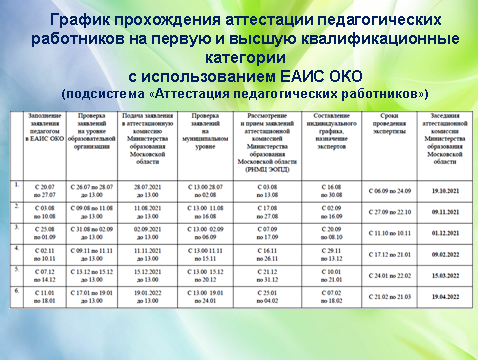 График прохождения аттестации педагогических
работников на первую и высшую квалификационные
категории
с использованием ЕАИС ОКО
(подсистема «Аттестация педагогических работников»)
Заполнение заявления педагогом в ЕАИС ОКО | Проверка заявлений на уровне образовательной организации | Подача заявления в аттестационную комиссию Министерства образования Московской области | Проверка заявлений на муниципальном уровне | Рассмотрение и прием заявлений аттестационной комиссией Министерства образования Московской области (РНМЦ ЭОПД) | Составление индивидуального графика, назначение экспертов | Сроки проведения экспертизы | Заседания аттестационной комиссии Министерства образования Московской области
1. | С 20.07 по 27.07 | С 26.07 по 28.07 до 13.00 | 28.07.2021 до 13.00 | С 13.00 28.07 по 02.08 | С 03.08 по 13.08 | С 16.08 по 30.08 | С 06.09 по 24.09 | 19.10.2021
2. | С 03.08 по 10.08 | С 09.08 по 11.08 до 13.00 | 11.08.2021 до 13.00 | С 13.00 11.08 по 16.08 | С 17.08 по 27.08 | С 02.09 по 16.09 | С 27.09 по 22.10 | 09.11.2021
3. | С 25.08 по 01.09 | С 31.08 по 02.09 до 13.00 | 02.09.2021 до 13.00 | С 13.00 02.09 по 06.09 | С 07.09 по 17.09 | С 20.09 по 08.10 | С 11.10 по 10.11 | 01.12.2021
4. | С 02.11 по 10.11 | С 09.11 по 11.11 до 13.00 | 11.11.2021 до 13.00 | С 13.00 11.11 по 15.11 | С 16.11 по 26.11 | С 29.11 по 13.12 | С 17.12 по 21.01 | 09.02.2022
5. | С 07.12 по 14.12 | С 13.12 по 15.12 до 13.00 | 15.12.2021 до 13.00 | С 13.00 15.12 по 20.12 | С 21.12 по 31.12 | С 10.01 по 21.01 | С 24.01 по 22.02 | 15.03.2022
6. | С 11.01 по 18.01 | С 17.01 по 19.01 до 13.00 | 19.01.2022 до 13.00 | С 13.00 19.01 по 24.01 | С 25.01 по 04.02 | С 07.02 по 18.02 | С 21.02 по 21.03 | 19.04.2022